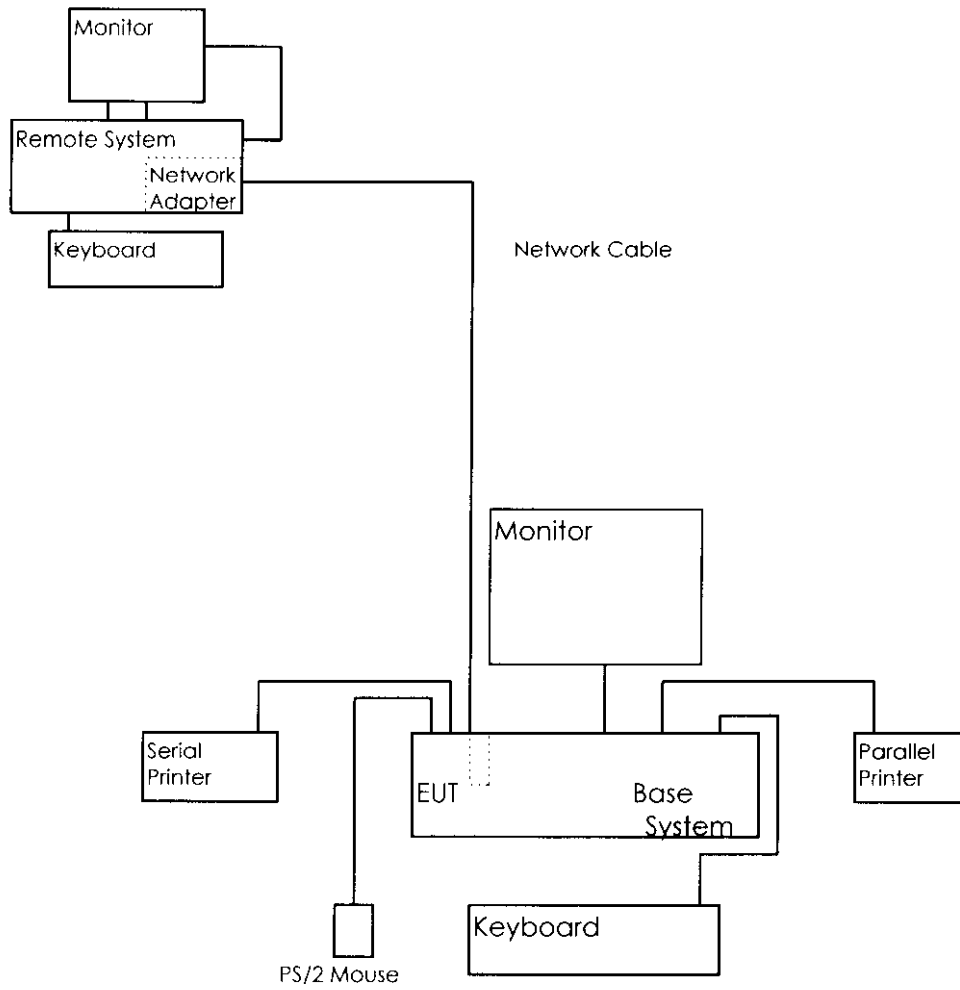 Monitor
Remote System
Network
Adapter
Keyboard
Network Cable
Monitor
Serial
Printer
EUT
Base
System
Parallel
Printer
Keyboard
PS/2 Mouse